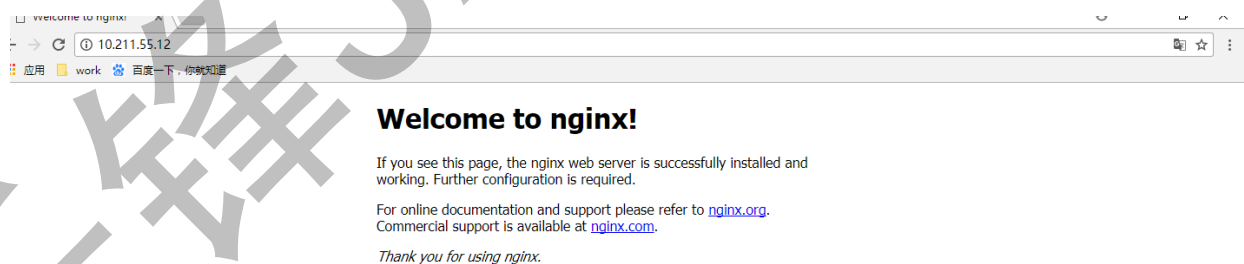 Welcome to nginx!
10.211.55.12
应用 work 百度一下，你就知道
Welcome to nginx!
If you see this page, the nginx web server is successfully installed and
working. Further configuration is required.
For online documentation and support please refer to nginx.org.
Commercial support is available at nginx.com.
Thank you for using nginx.
锋